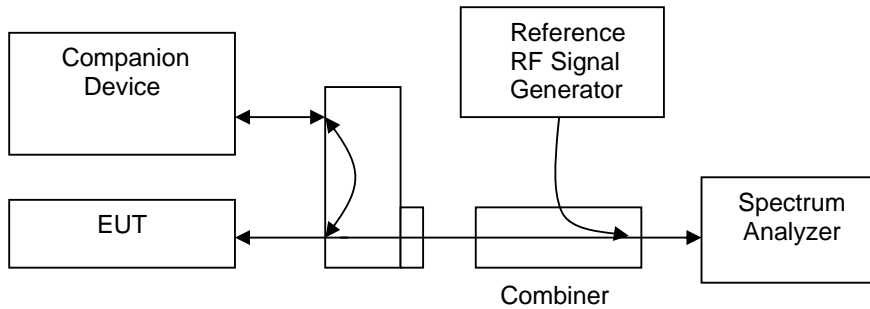 Companion
Device
Reference
RF Signal
Generator
EUT
Spectrum
Analyzer
Combiner